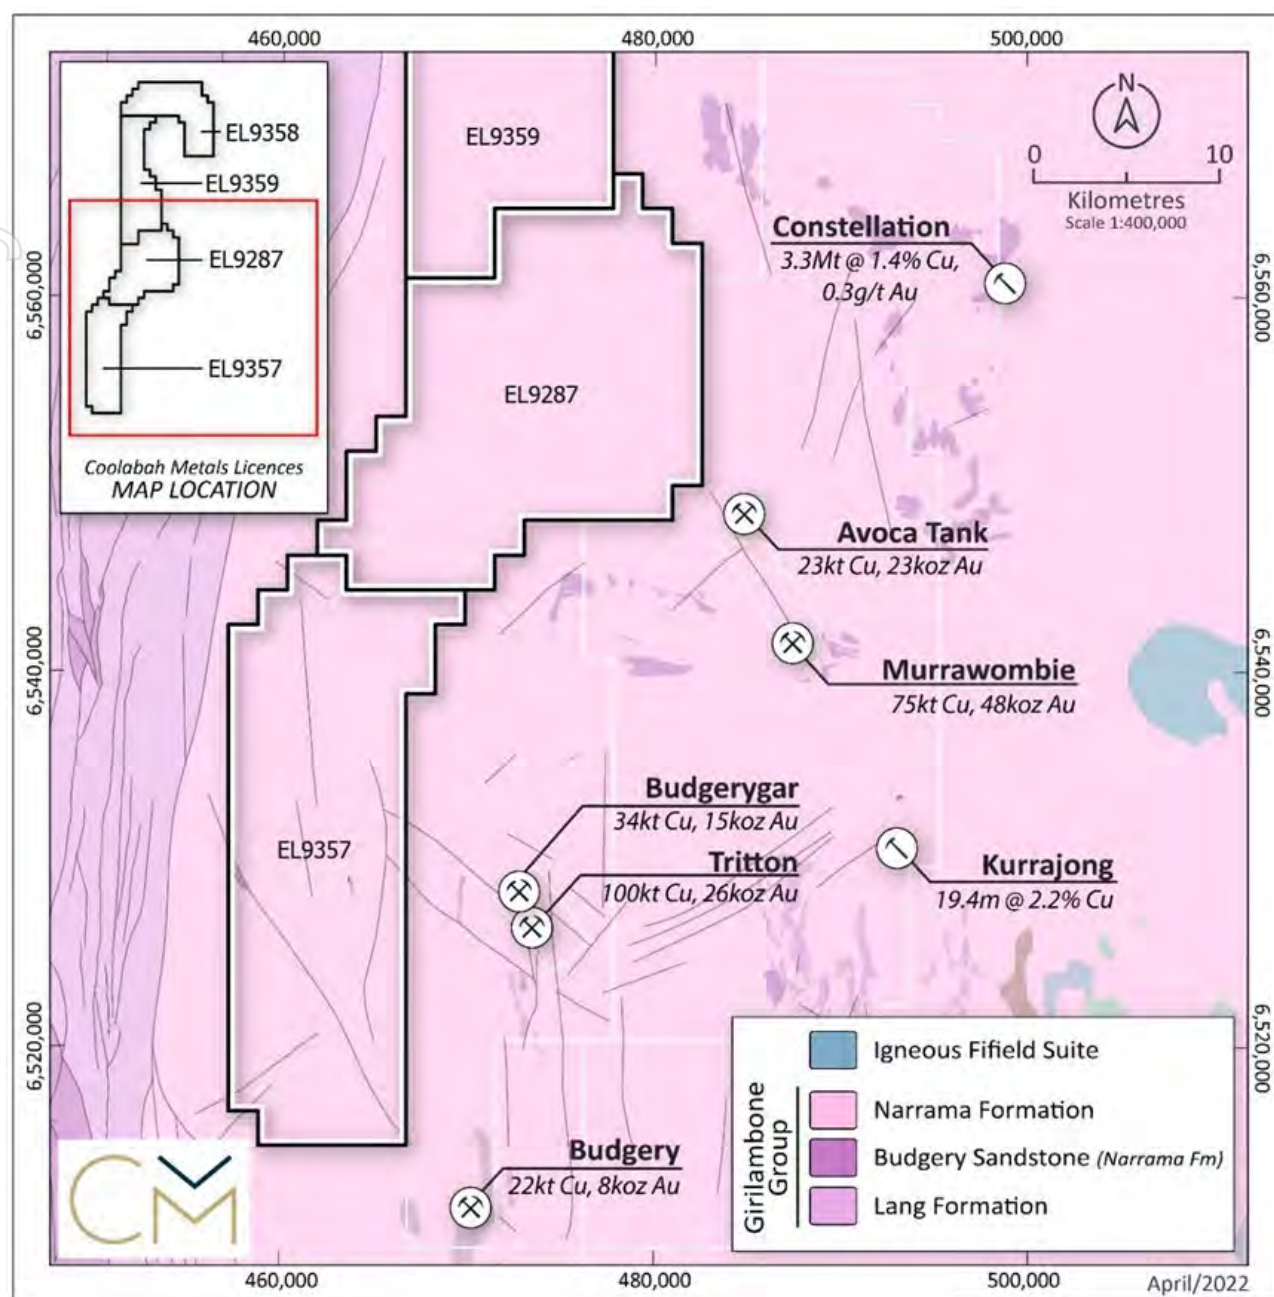 460,000
480,000
500,000
EL9358
EL9359
EL9287
EL9357
Coolabah Metals Licences
MAP LOCATION
EL9359
N
0 10
Kilometres
Scale 1:400,000
Constellation
3.3Mt @ 1.4% Cu,
0.3g/t Au
6,560,000
6,560,000
EL9287
Avoca Tank
23kt Cu, 23koz Au
Murrawombie
75kt Cu, 48koz Au
6,540,000
6,540,000
Budgerygar
34kt Cu, 15koz Au
Tritton
100kt Cu, 26koz Au
EL9357
Kurrajong
19.4m @ 2.2% Cu
6,520,000
6,520,000
Igneous Fifield Suite
Girilambone
Group
Narrama Formation
Budgery Sandstone (Narrama Fm)
Lang Formation
Budgery
22kt Cu, 8koz Au
CM
460,000
480,000
500,000
April/2022